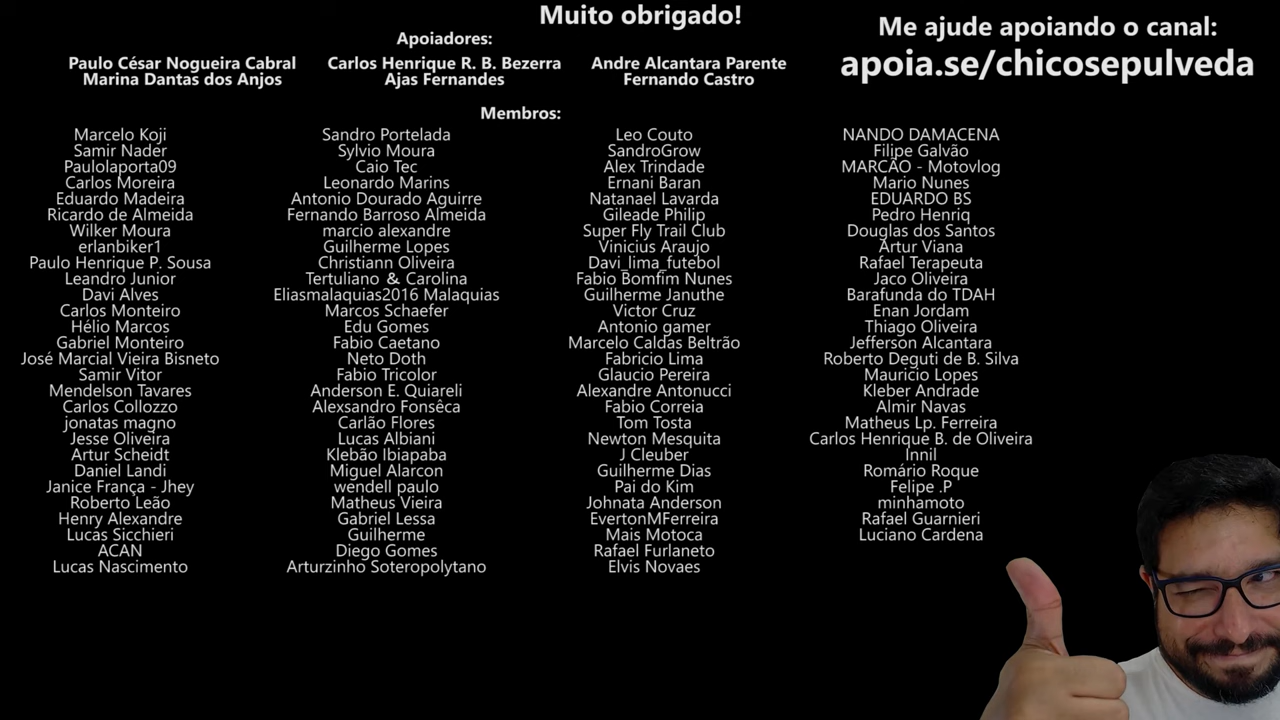 Muito obrigado!
Me ajude apoiando o canal:
apoia.se/chicosepulveda
Apoiadores:
Paulo César Nogueira Cabral
Marina Dantas dos Anjos
Carlos Henrique R. B. Bezerra
Ajas Fernandes
Andre Alcantara Parente
Fernando Castro
Membros:
Marcelo Koji
Samir Nader
Paulolaporta09
Carlos Moreira
Eduardo Madeira
Ricardo de Almeida
Wilker Moura
erlanbiker1
Paulo Henrique P. Sousa
Leandro Junior
Davi Alves
Carlos Monteiro
Hélio Marcos
Gabriel Monteiro
José Marcial Vieira Bisneto
Samir Vitor
Mendelson Tavares
Carlos Collozzo
jonatas magno
Jesse Oliveira
Artur Scheidt
Daniel Landi
Janice França - Jhey
Roberto Leão
Henry Alexandre
Lucas Sicchieri
ACAN
Lucas Nascimento
Sandro Portelada
Sylvio Moura
Caio Tec
Leonardo Marins
Antonio Dourado Aguirre
Fernando Barroso Almeida
marcio alexandre
Guilherme Lopes
Christiann Oliveira
Tertuliano & Carolina
Eliasmalaquias2016 Malaquias
Marcos Schaefer
Edu Gomes
Fabio Caetano
Neto Doth
Fabio Tricolor
Anderson E. Quiareli
Alexsandro Fonsêca
Carlão Flores
Lucas Albiani
Klebão Ibiapaba
Miguel Alarcon
wendell paulo
Matheus Vieira
Gabriel Lessa
Guilherme
Diego Gomes
Arturzinho Soteropolytano
Leo Couto
SandroGrow
Alex Trindade
Ernani Baran
Natanael Lavarda
Gileade Philip
Super Fly Trail Club
Vinicius Araujo
Davi_lima_futebol
Fabio Bomfim Nunes
Guilherme Januthe
Victor Cruz
Antonio gamer
Marcelo Caldas Beltrão
Fabricio Lima
Glaucio Pereira
Alexandre Antonucci
Fabio Correia
Tom Tosta
Newton Mesquita
J Cleuber
Guilherme Dias
Pai do Kim
Johnata Anderson
EvertonMFerreira
Mais Motoca
Rafael Furlaneto
Elvis Novaes
NANDO DAMACENA
Filipe Galvão
MARCÃO - Motovlog
Mario Nunes
EDUARDO BS
Pedro Henriq
Douglas dos Santos
Artur Viana
Rafael Terapeuta
Jaco Oliveira
Barafunda do TDAH
Enan Jordam
Thiago Oliveira
Jefferson Alcantara
Roberto Deguti de B. Silva
Mauricio Lopes
Kleber Andrade
Almir Navas
Matheus Lp. Ferreira
Carlos Henrique B. de Oliveira
Innil
Romário Roque
Felipe .P
minhamoto
Rafael Guarnieri
Luciano Cardena